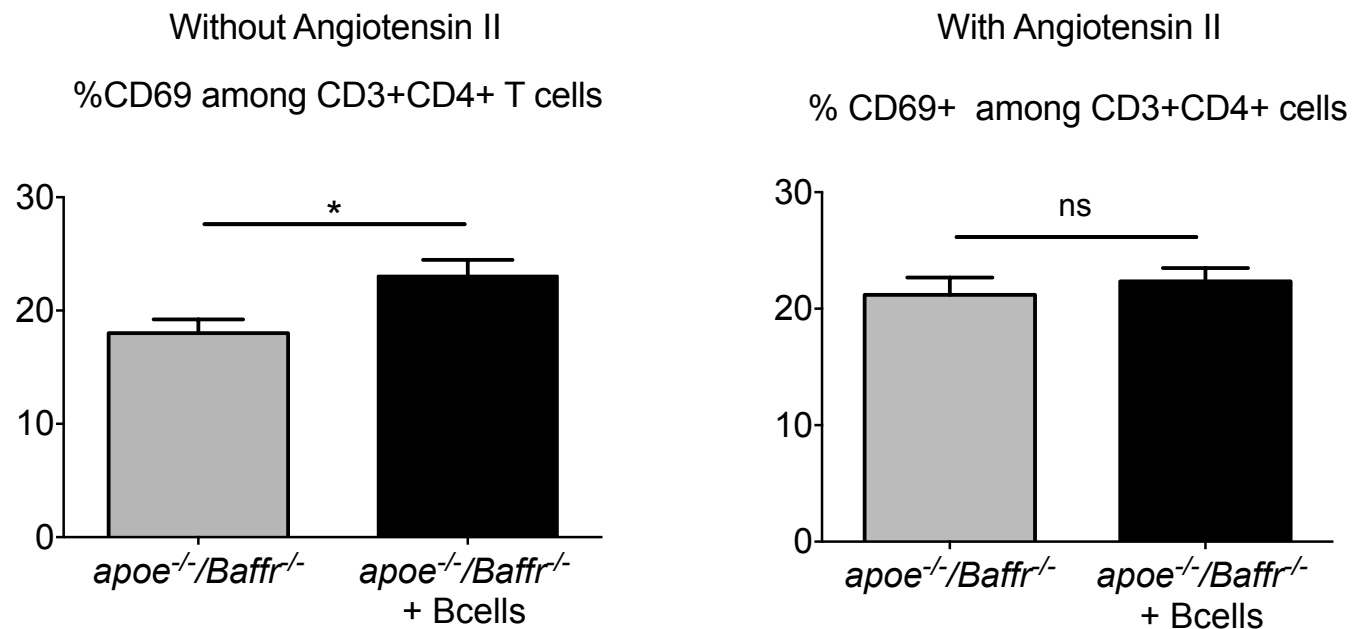 Without Angiotensin II
%CD69 among CD3+CD4+ T cells
30
20
10
0
*
apoe-/-/Baffr-/-
apoe-/-/Baffr-/-
+ Bcells
With Angiotensin II
% CD69+  among CD3+CD4+ cells
30
20
10
0
ns
apoe-/-/Baffr-/-
apoe-/-/Baffr-/-
+ Bcells